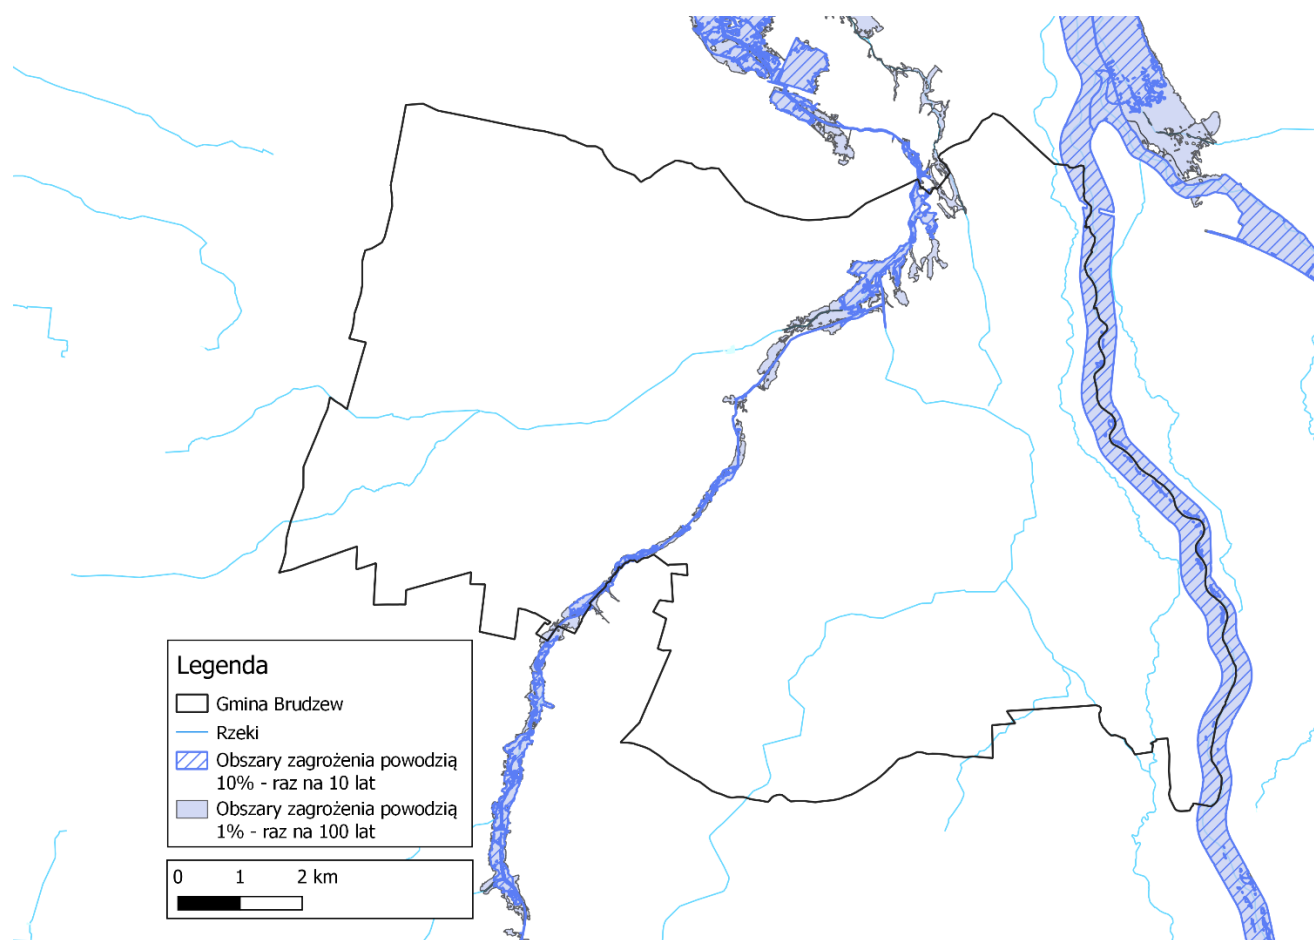 Legenda
Gmina Brudzew
Rzeki
Obszary zagrożenia powodzią
10% - raz na 10 lat
Obszary zagrożenia powodzią
1% - raz na 100 lat
0 1 2 km